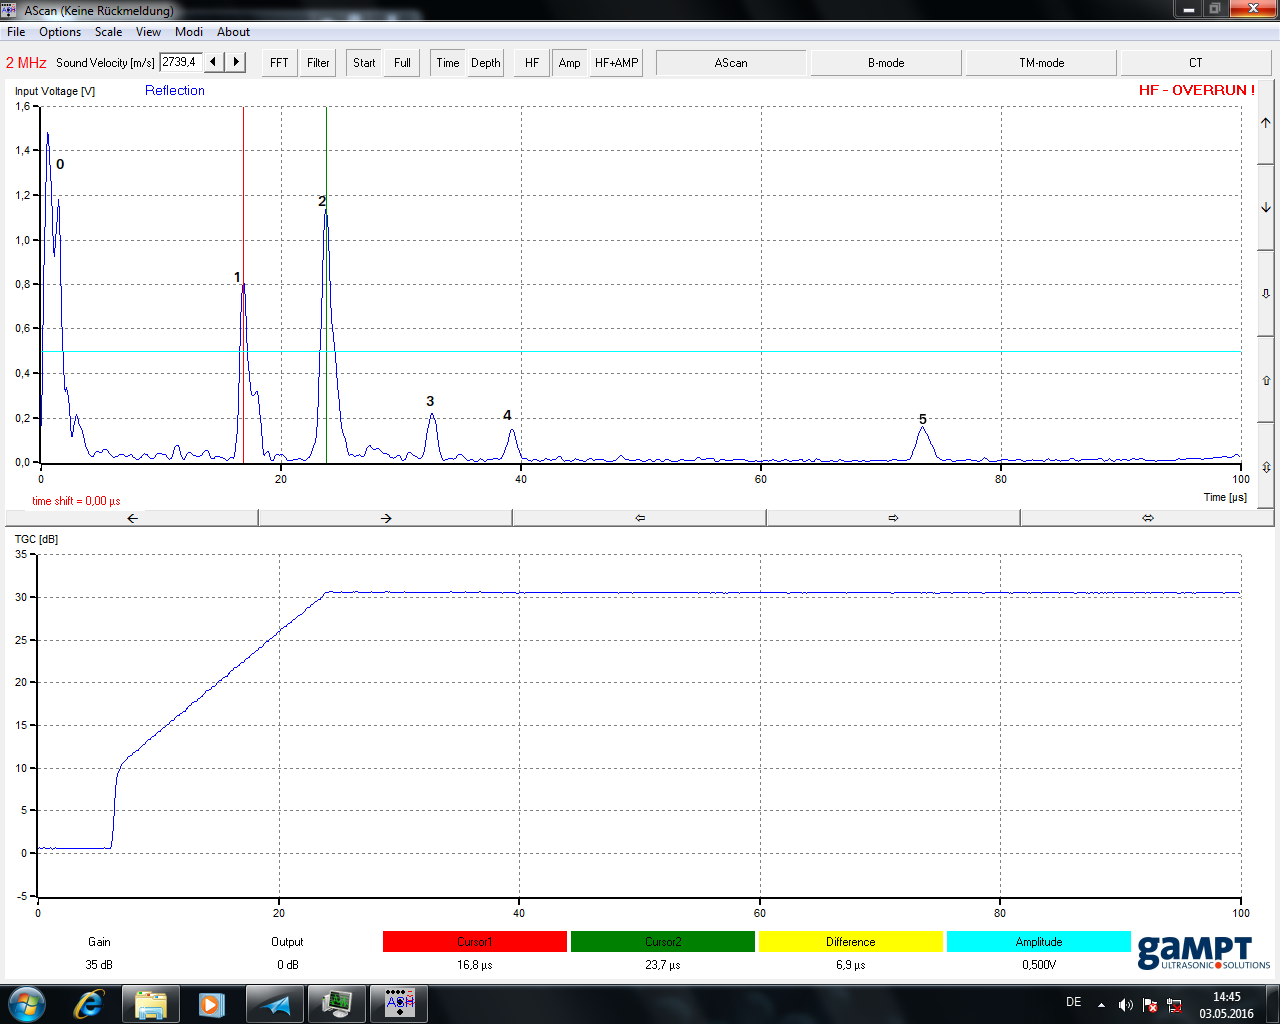 AScan (Keine Rückmeldung)
File Options Scale View Modi About
2 MHz Sound Velocity [m/s] 2739,4 FFT Filter Start Full Time Depth HF Amp HF+AMP AScan B-mode TM-mode CT
Input Voltage [V] Reflection HF - OVERRUN !
1,6
1,4
1,2
1,0
0,8
0,6
0,4
0,2
0,0
0
1
2
3
4
5
0 20 40 60 80 100
Time [µs]
time shift = 0,00 µs
TGC [dB]
35
30
25
20
15
10
5
0
-5
0 20 40 60 80 100
Gain Output Cursor1 Cursor2 Difference Amplitude
35 dB 0 dB 16,8 µs 23,7 µs 6,9 µs 0,500V
gAMPT
ULTRASONIC SOLUTIONS
DE 14:45
03.05.2016